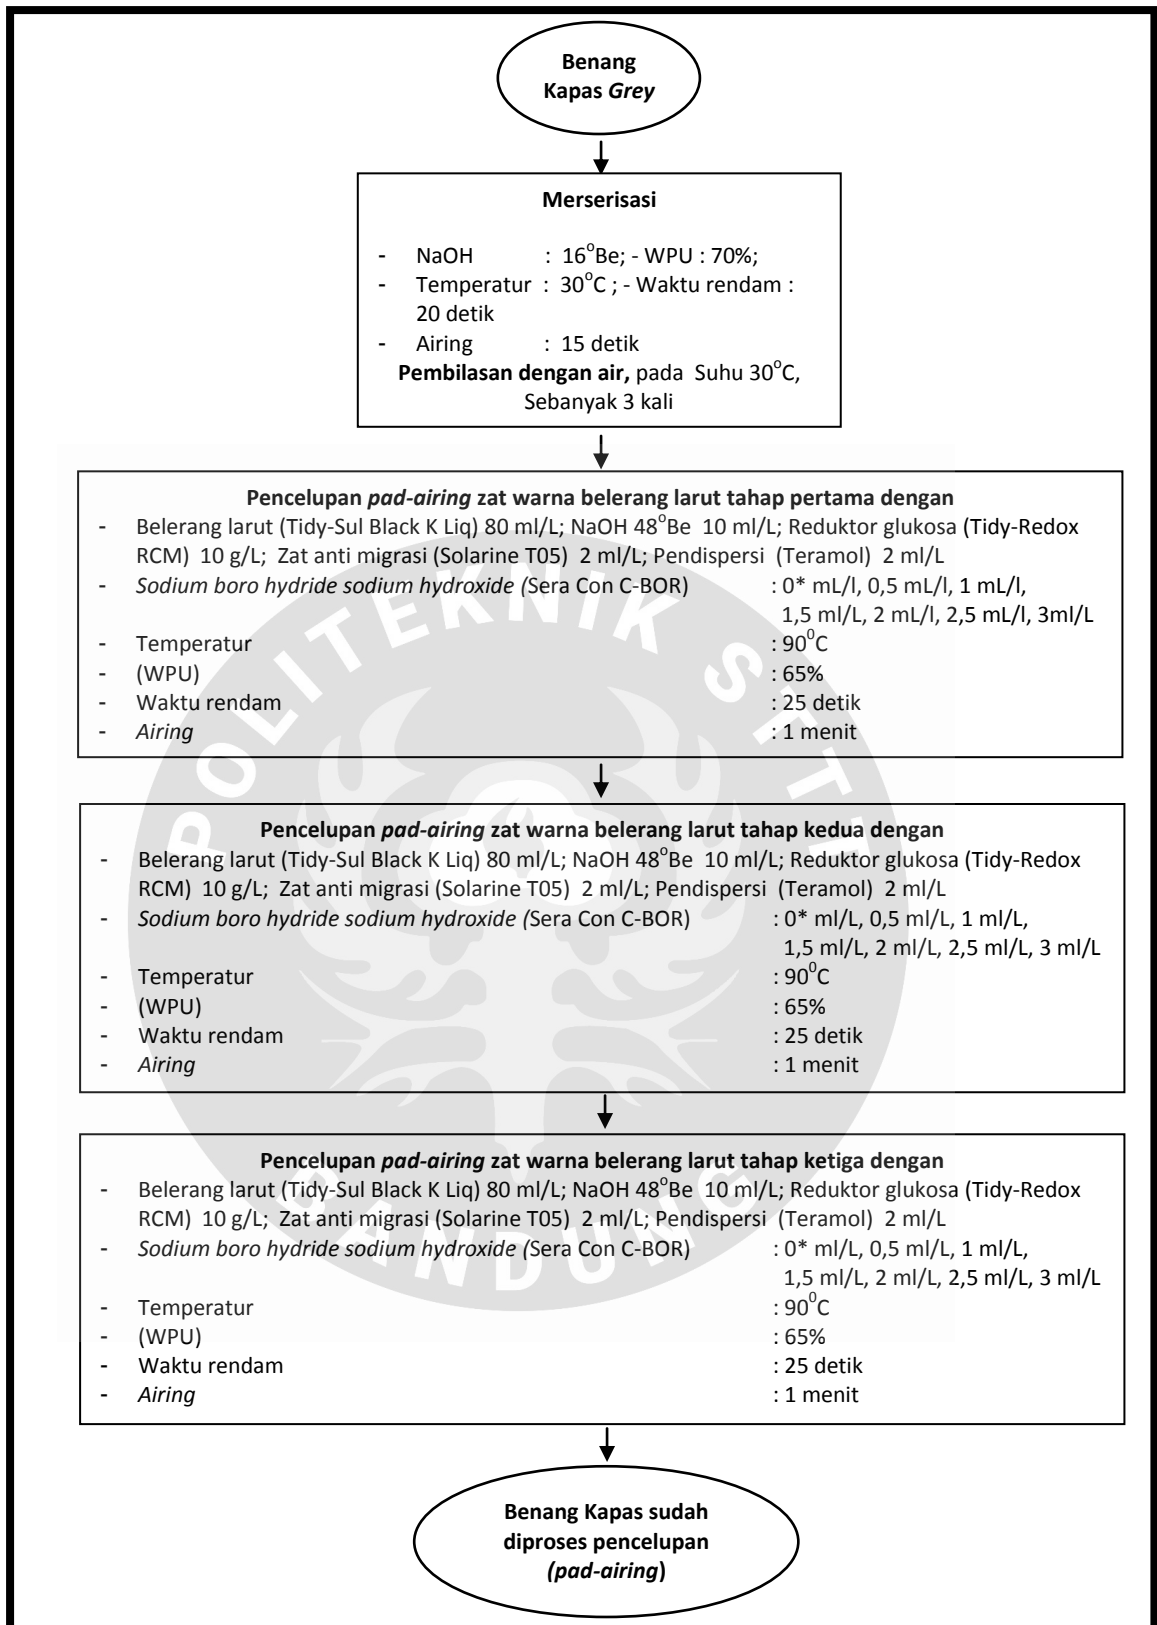 Benang
Kapas Grey
Merserisasi
- NaOH : 16°Be; - WPU : 70%;
- Temperatur : 30°C ; - Waktu rendam :
20 detik
- Airing : 15 detik
Pembilasan dengan air, pada Suhu 30°C,
Sebanyak 3 kali
Pencelupan pad-airing zat warna belerang larut tahap pertama dengan
- Belerang larut (Tidy-Sul Black K Liq) 80 ml/L; NaOH 48°Be 10 ml/L; Reduktor glukosa (Tidy-Redox
RCM) 10 g/L; Zat anti migrasi (Solarine T05) 2 ml/L; Pendispersi (Teramol) 2 ml/L
- Sodium boro hydride sodium hydroxide (Sera Con C-BOR) : 0* mL/l, 0,5 mL/l, 1 mL/l,
1,5 ml/L, 2 mL/l, 2,5 mL/l, 3ml/L
- Temperatur : 90⁰C
- (WPU) : 65%
- Waktu rendam : 25 detik
- Airing : 1 menit
Pencelupan pad-airing zat warna belerang larut tahap kedua dengan
- Belerang larut (Tidy-Sul Black K Liq) 80 ml/L; NaOH 48°Be 10 ml/L; Reduktor glukosa (Tidy-Redox
RCM) 10 g/L; Zat anti migrasi (Solarine T05) 2 ml/L; Pendispersi (Teramol) 2 ml/L
- Sodium boro hydride sodium hydroxide (Sera Con C-BOR) : 0* ml/L, 0,5 ml/L, 1 ml/L,
1,5 ml/L, 2 ml/L, 2,5 ml/L, 3 ml/L
- Temperatur : 90⁰C
- (WPU) : 65%
- Waktu rendam : 25 detik
- Airing : 1 menit
Pencelupan pad-airing zat warna belerang larut tahap ketiga dengan
- Belerang larut (Tidy-Sul Black K Liq) 80 ml/L; NaOH 48°Be 10 ml/L; Reduktor glukosa (Tidy-Redox
RCM) 10 g/L; Zat anti migrasi (Solarine T05) 2 ml/L; Pendispersi (Teramol) 2 ml/L
- Sodium boro hydride sodium hydroxide (Sera Con C-BOR) : 0* ml/L, 0,5 ml/L, 1 ml/L,
1,5 ml/L, 2 ml/L, 2,5 ml/L, 3 ml/L
- Temperatur : 90⁰C
- (WPU) : 65%
- Waktu rendam : 25 detik
- Airing : 1 menit
Benang Kapas sudah
diproses pencelupan
(pad-airing)
POLITEKNIK STTT
BANDUNG